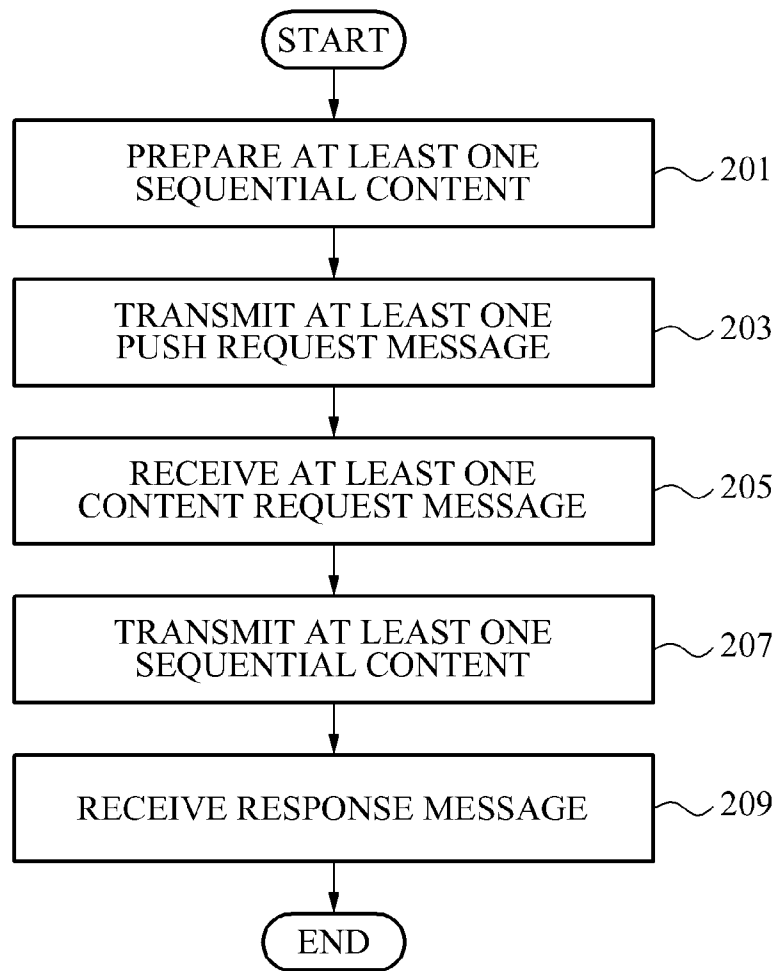 START
PREPARE AT LEAST ONE
SEQUENTIAL CONTENT
201
TRANSMIT AT LEAST ONE
PUSH REQUEST MESSAGE
203
RECEIVE AT LEAST ONE
CONTENT REQUEST MESSAGE
205
TRANSMIT AT LEAST ONE
SEQUENTIAL CONTENT
207
RECEIVE RESPONSE MESSAGE
209
END